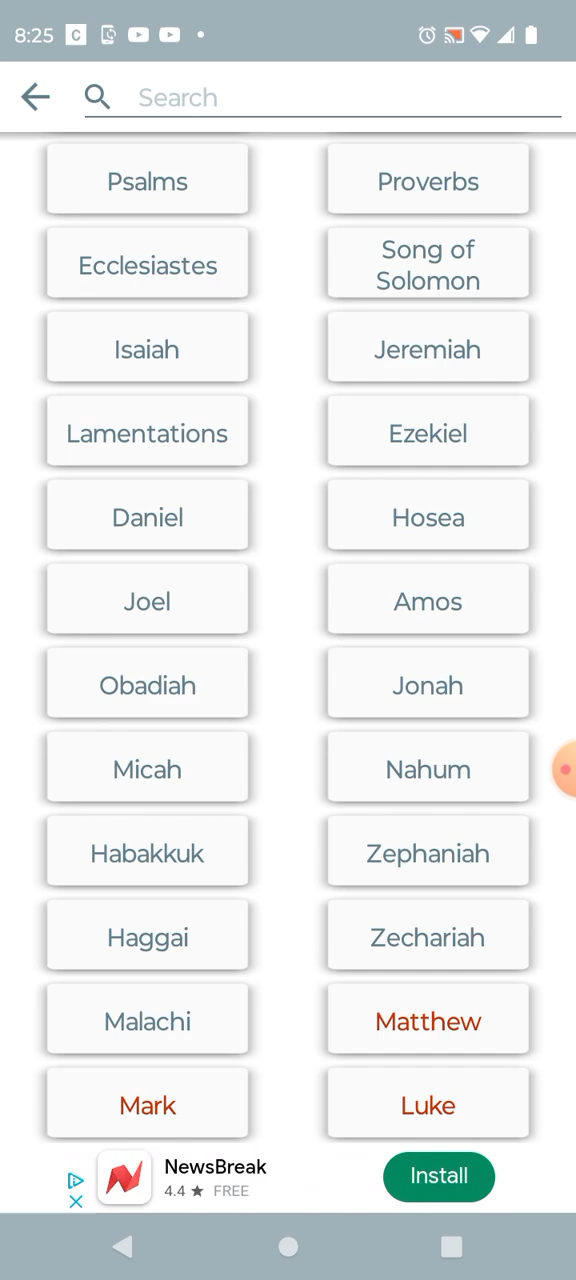 8:25
Search
Psalms
Proverbs
Ecclesiastes
Song of
Solomon
Isaiah
Jeremiah
Lamentations
Ezekiel
Daniel
Hosea
Joel
Amos
Obadiah
Jonah
Micah
Nahum
Habakkuk
Zephaniah
Haggai
Zechariah
Malachi
Matthew
Mark
Luke
NewsBreak
4.4 ★ FREE
Install